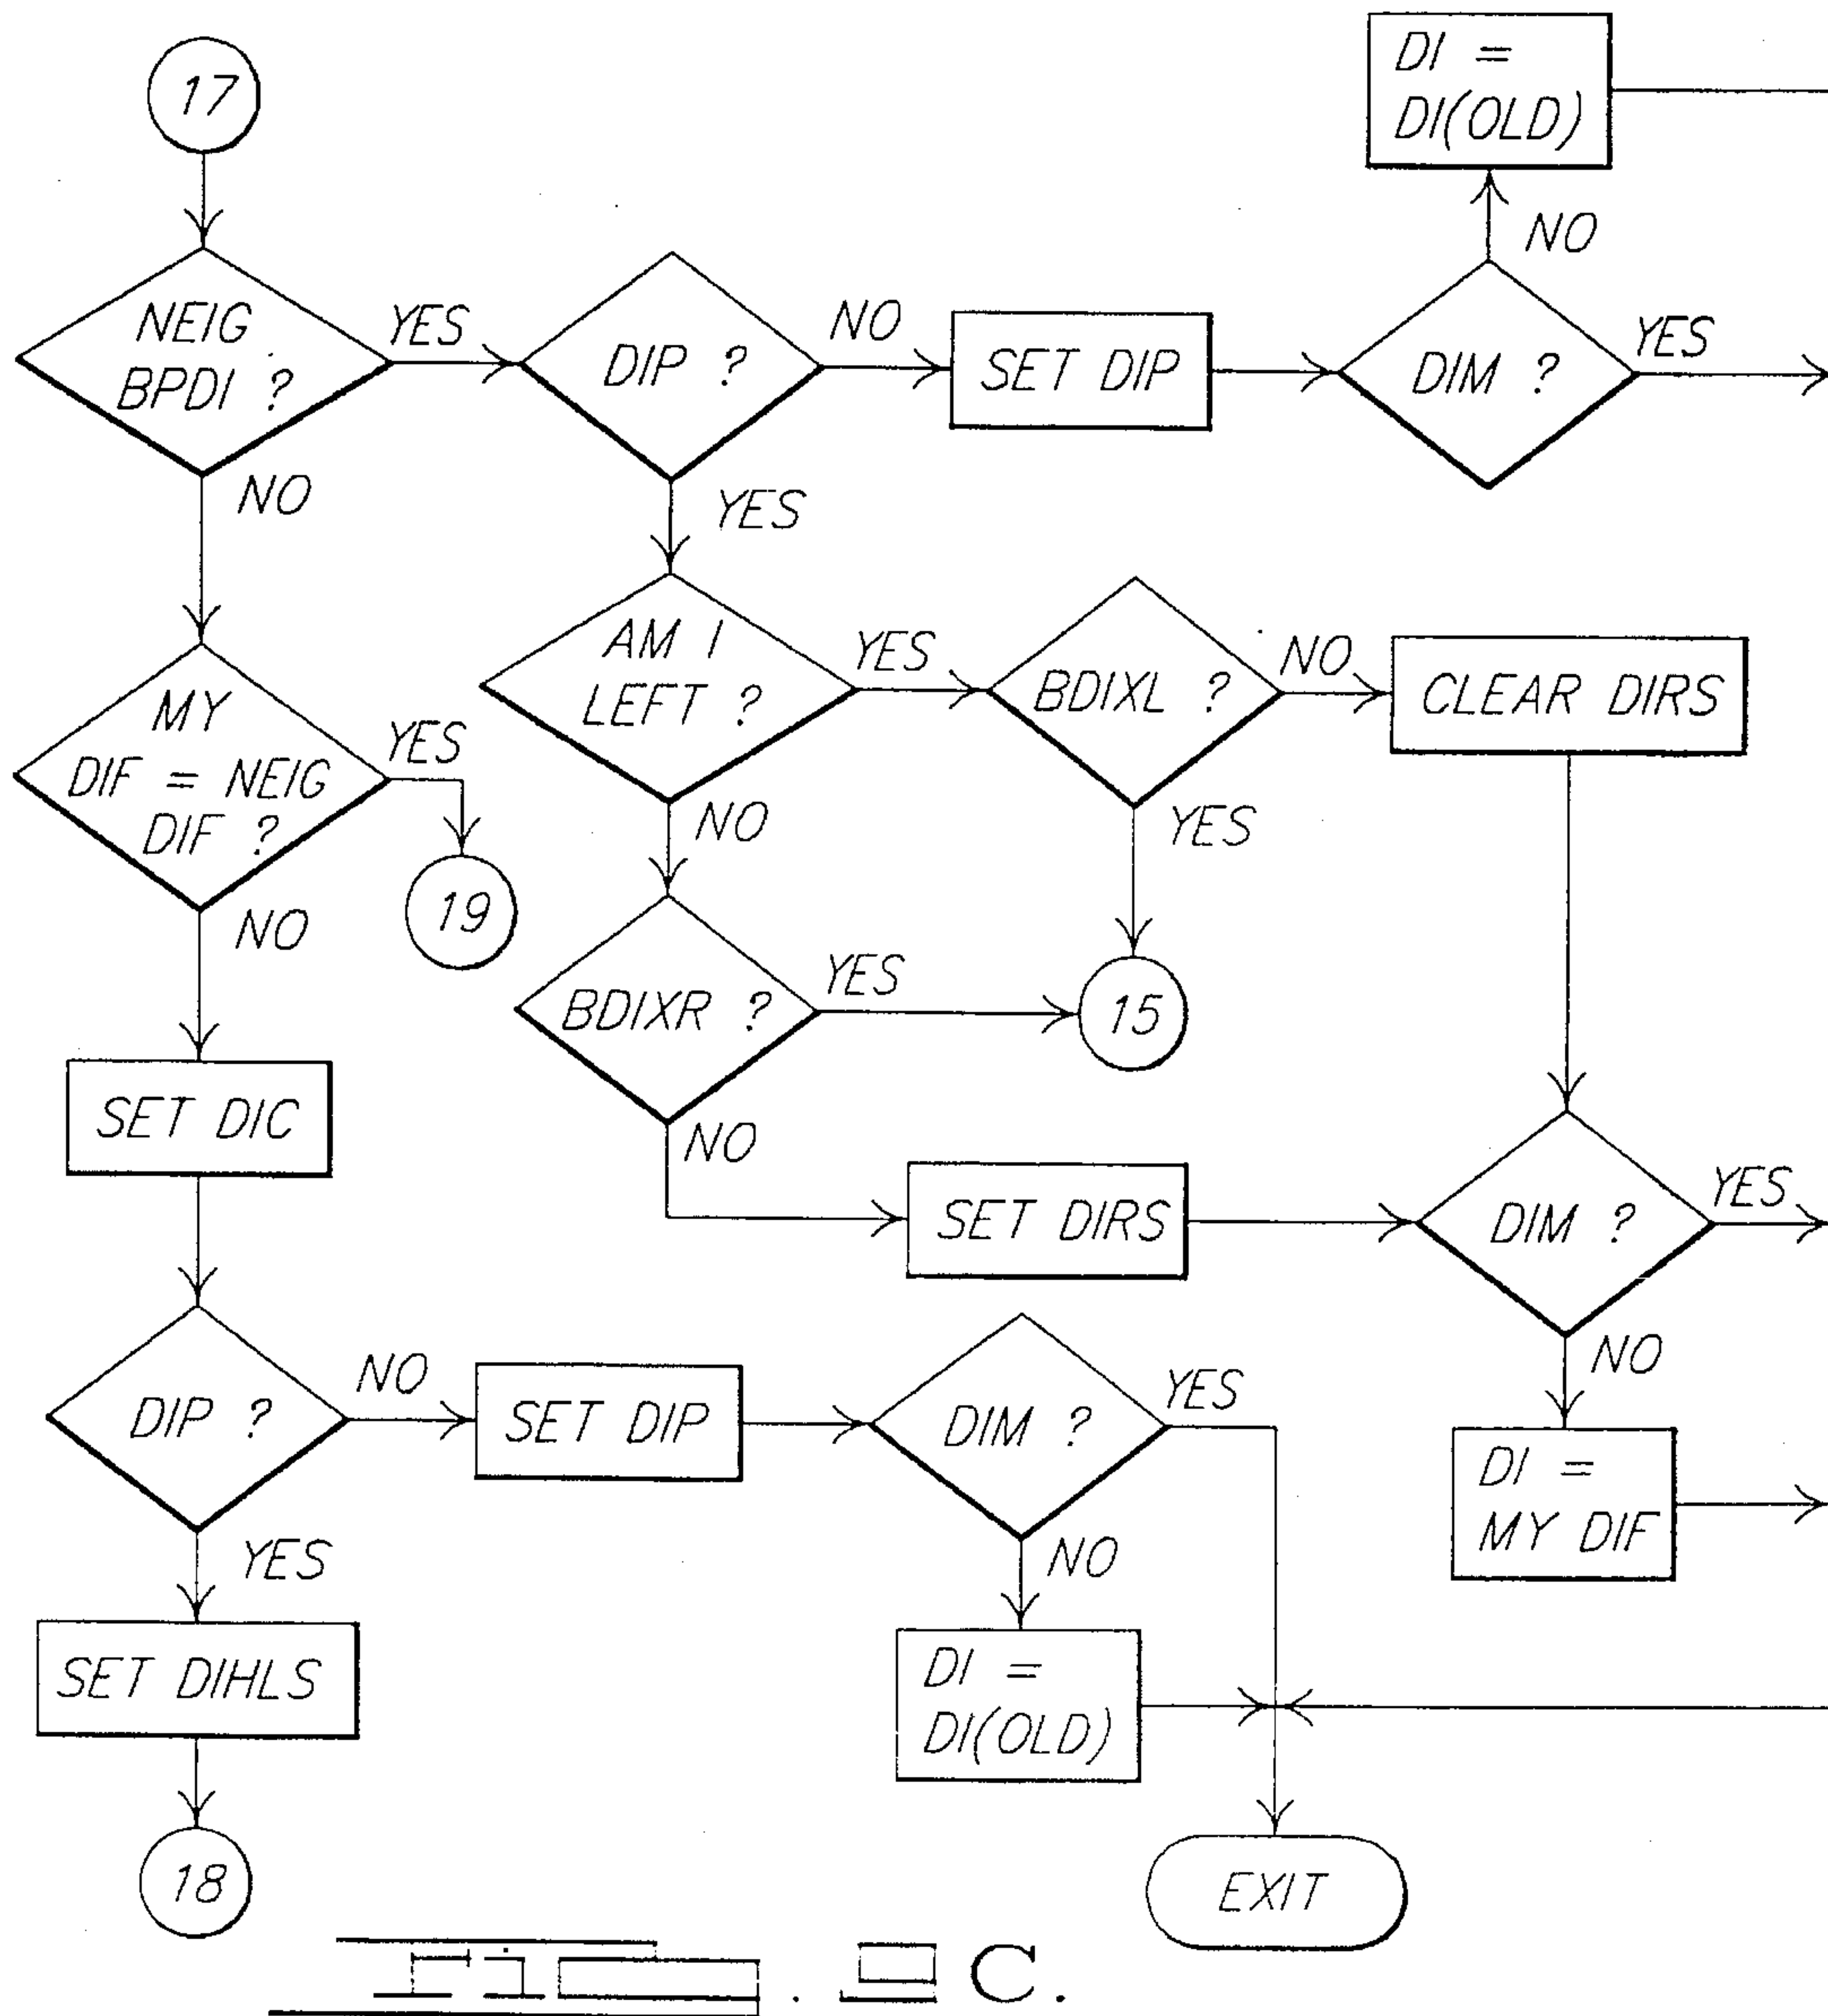 17
DI =
DI(OLD)
NO
NEIG
BPDI ?
YES
DIP ?
NO
SET DIP
DIM ?
YES
NO
YES
MY
DIF = NEIG
DIF ?
YES
19
NO
AM I
LEFT ?
YES
BDIXL ?
NO
CLEAR DIRS
NO
YES
BDIXR ?
YES
15
NO
SET DIC
SET DIRS
DIM ?
YES
NO
DIP ?
NO
SET DIP
DIM ?
YES
DI =
MY DIF
YES
NO
SET DIHLS
DI =
DI(OLD)
18
EXIT
C.